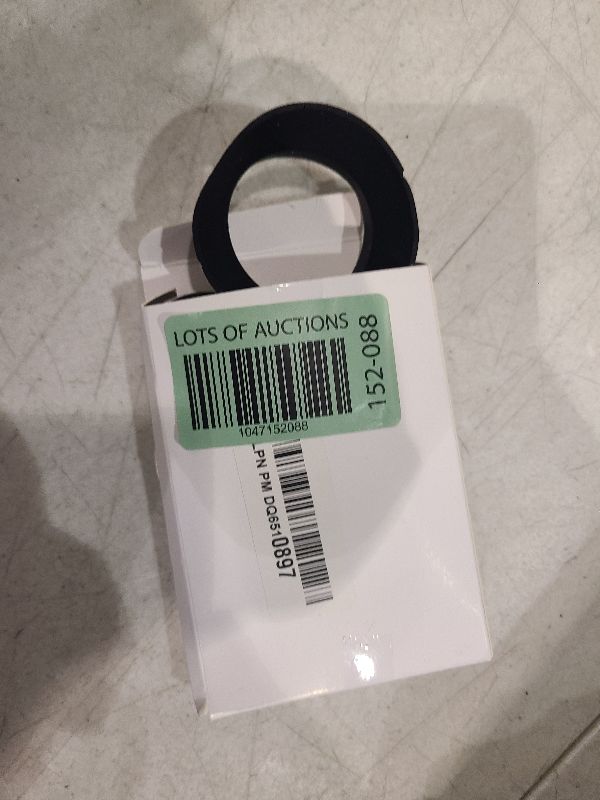 LOTS OF AUCTIONS
152-088
1047152088
LPN PM DQ6510897